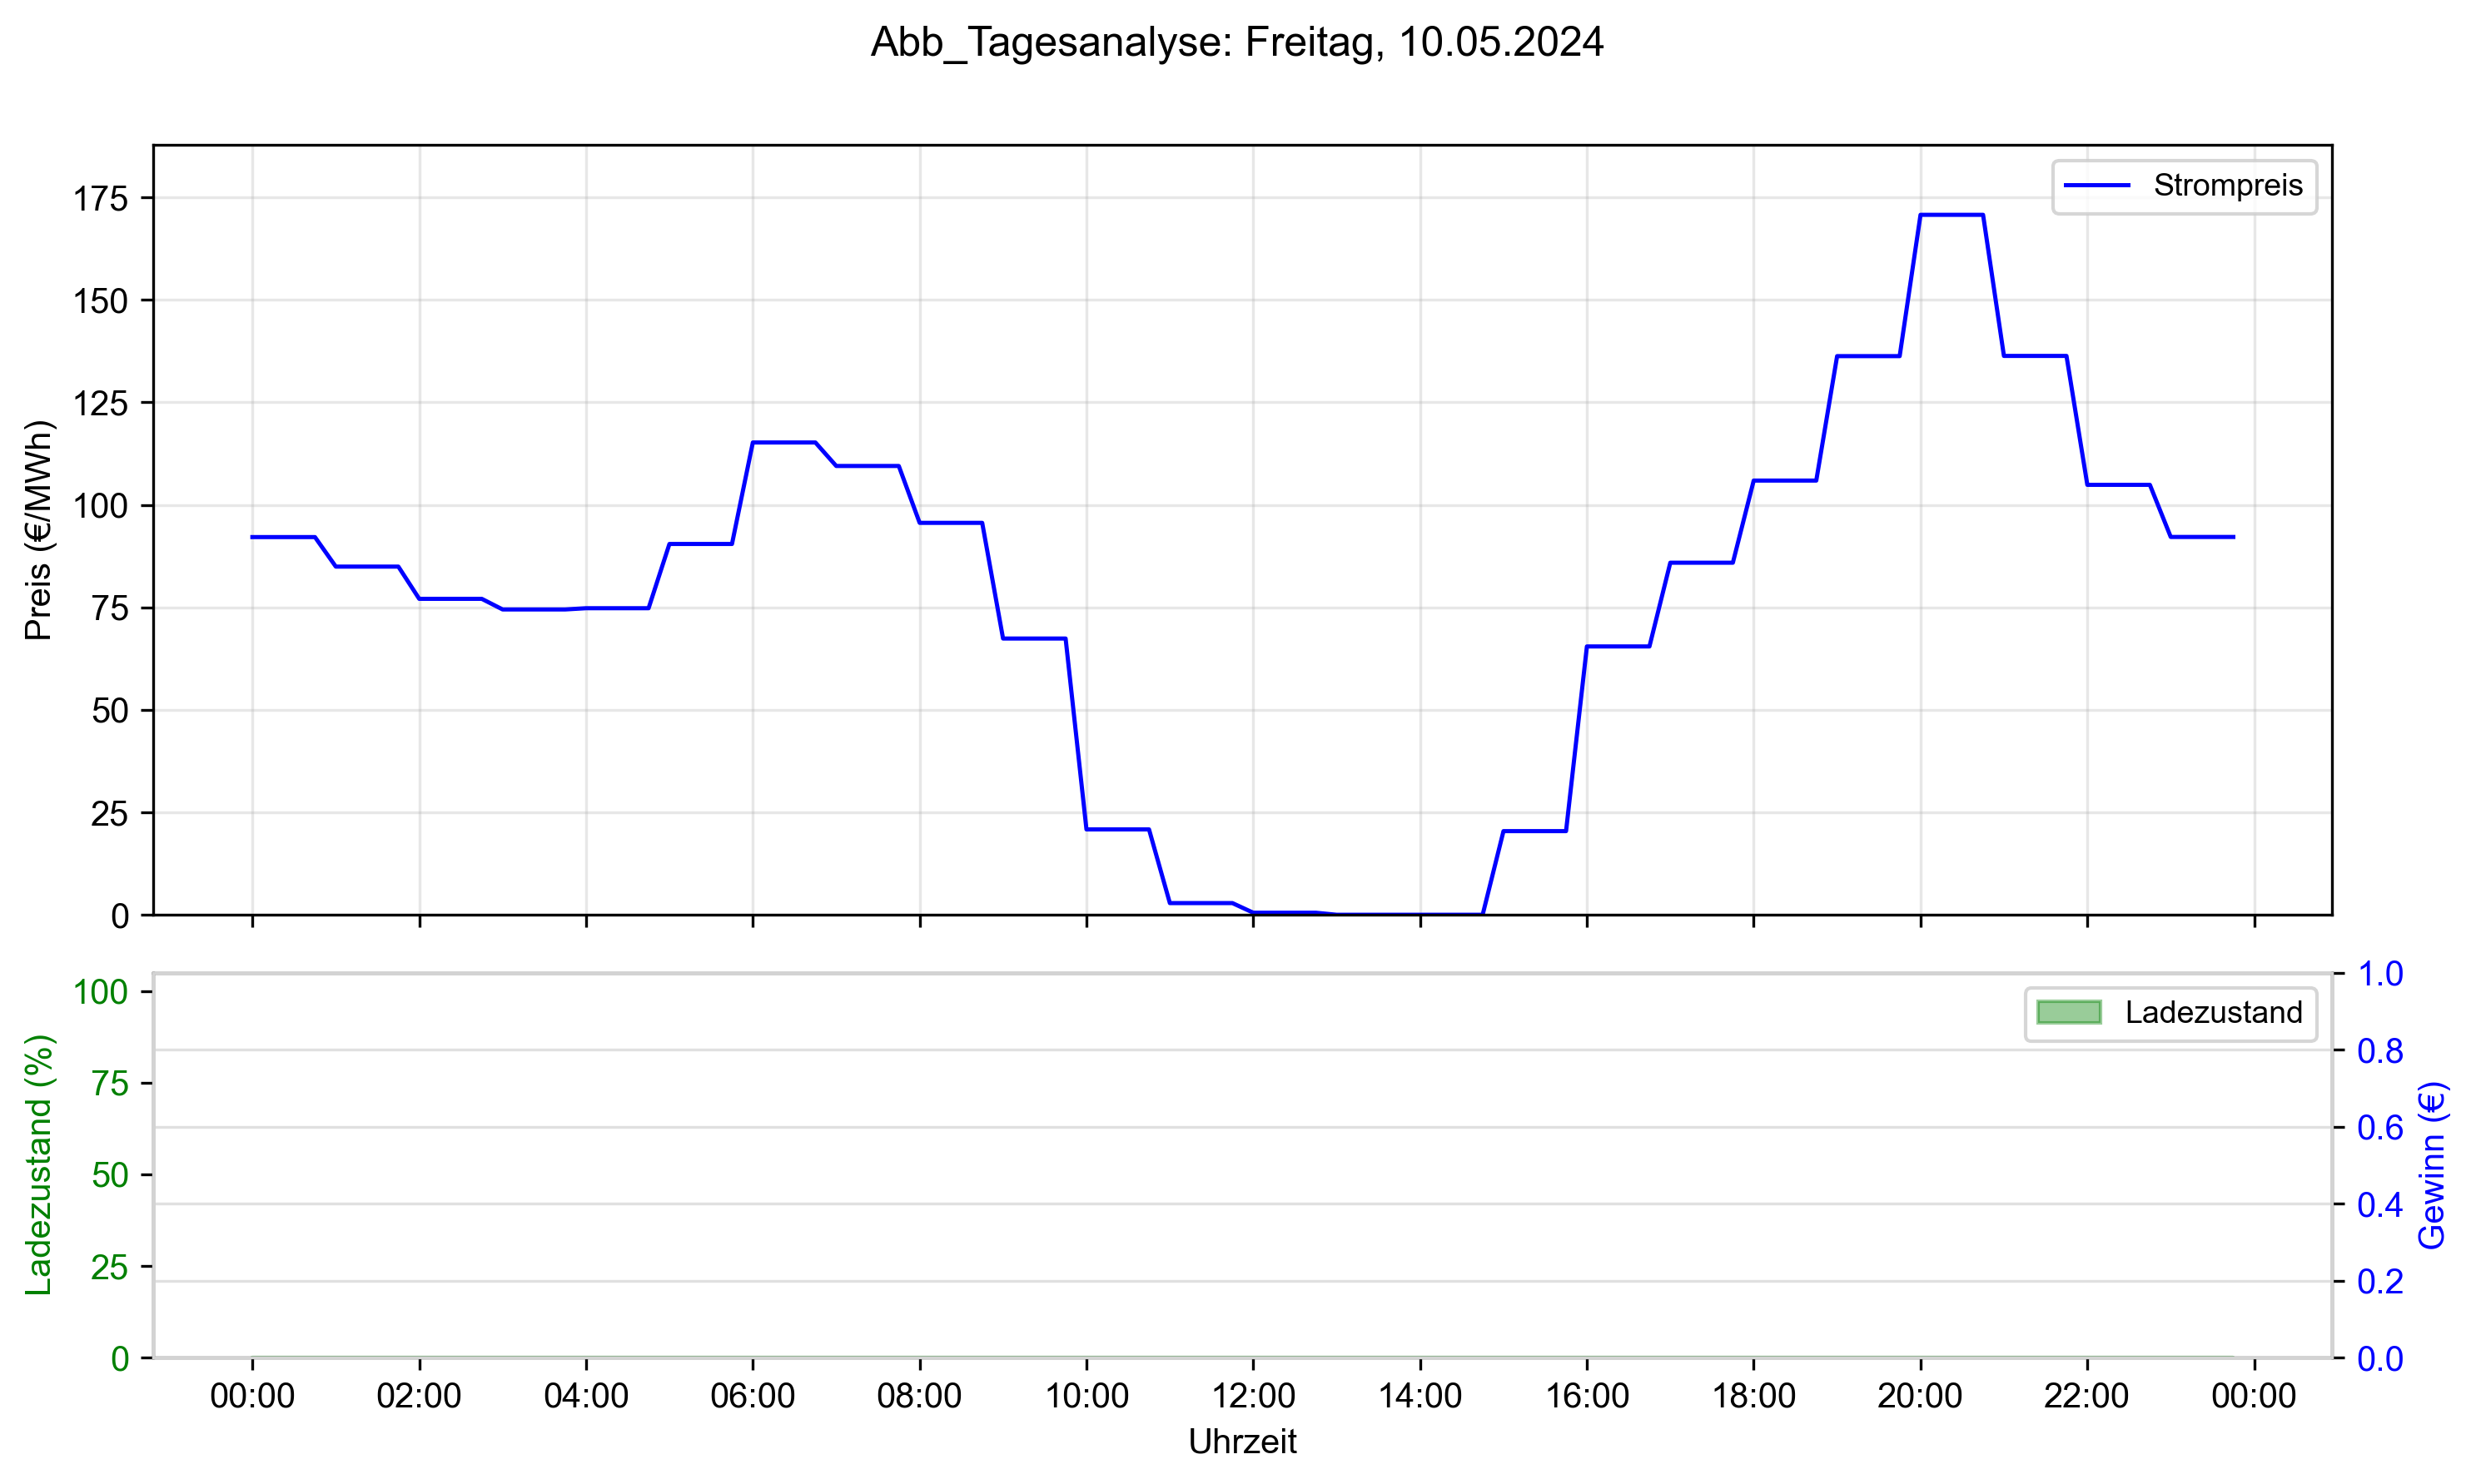 Abb_Tagesanalyse: Freitag, 10.05.2024
Strompreis
Preis (€/MWh)
175
150
125
100
75
50
25
0
Ladezustand
Ladezustand (%)
100
75
50
25
0
1.0
0.8
0.6
0.4
0.2
0.0
Gewinn (€)
00:00 02:00 04:00 06:00 08:00 10:00 12:00 14:00 16:00 18:00 20:00 22:00 00:00
Uhrzeit